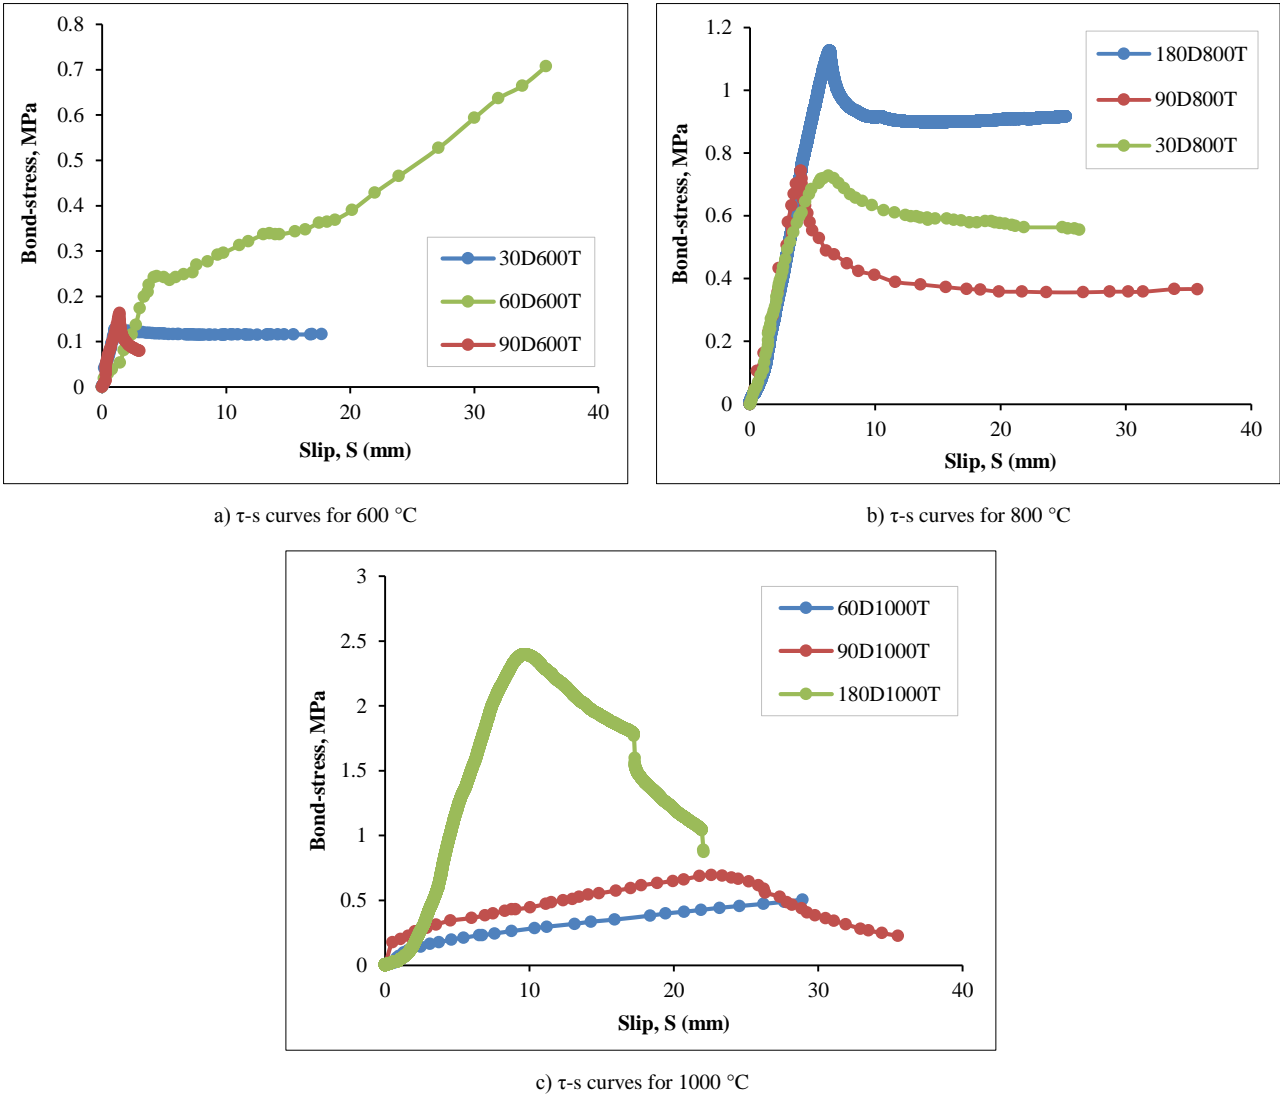 0.8
0.7
0.6
0.5
0.4
0.3
0.2
0.1
0
Bond-stress, MPa
0 10 20 30 40
Slip, S (mm)
30D600T
60D600T
90D600T
a) τ-s curves for 600 °C
1.2
1
0.8
0.6
0.4
0.2
0
Bond-stress, MPa
0 10 20 30 40
Slip, S (mm)
180D800T
90D800T
30D800T
b) τ-s curves for 800 °C
3
2.5
2
1.5
1
0.5
0
Bond-stress, MPa
0 10 20 30 40
Slip, S (mm)
60D1000T
90D1000T
180D1000T
c) τ-s curves for 1000 °C